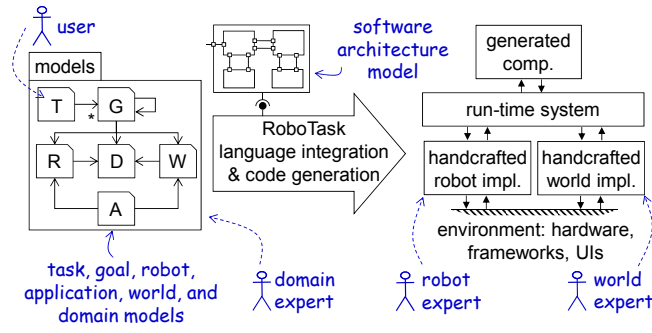 user
software
architecture
model
models
T
G
*
R
D
W
A
RoboTask
language integration
& code generation
generated
comp.
run-time system
handcrafted
robot impl.
handcrafted
world impl.
environment: hardware,
frameworks, UIs
task, goal, robot,
application, world, and
domain models
domain
expert
robot
expert
world
expert